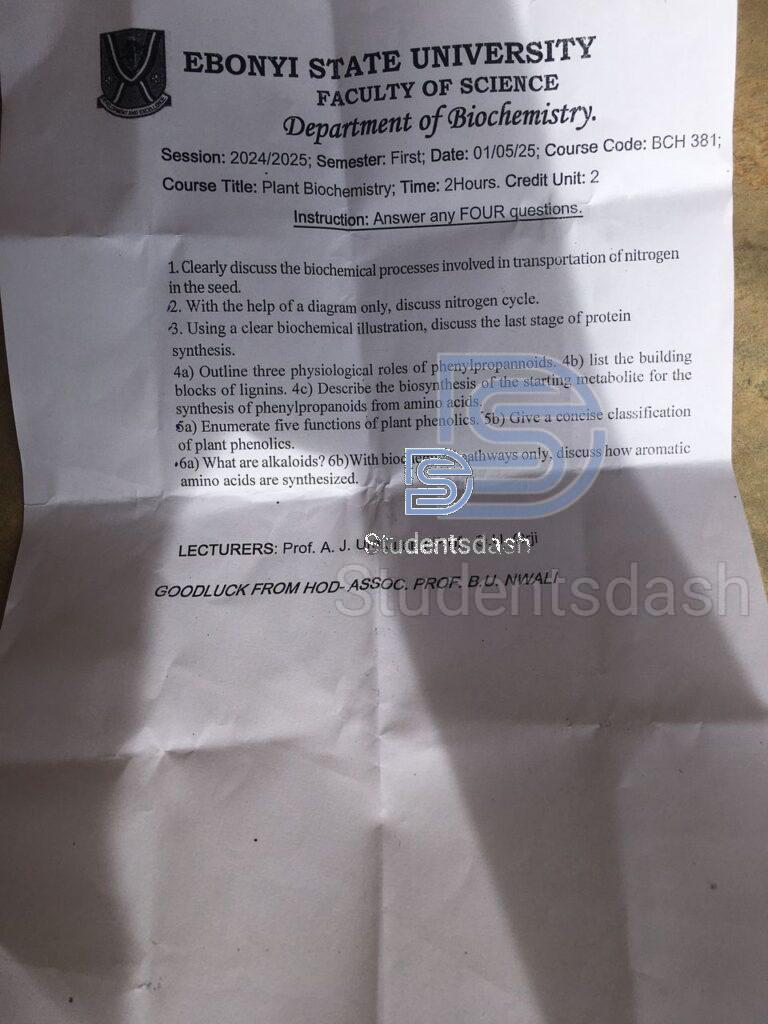 EBONYI STATE UNIVERSITY
FACULTY OF SCIENCE
Department of Biochemistry.
Session: 2024/2025; Semester: First; Date: 01/05/25; Course Code: BCH 381;
Course Title: Plant Biochemistry; Time: 2Hours. Credit Unit: 2
Instruction: Answer any FOUR questions.
1. Clearly discuss the biochemical processes involved in transportation of nitrogen
in the seed.
2. With the help of a diagram only, discuss nitrogen cycle.
3. Using a clear biochemical illustration, discuss the last stage of protein
synthesis.
4a) Outline three physiological roles of phenylpropannoids. 4b) list the building
blocks of lignins. 4c) Describe the biosynthesis of the starting metabolite for the
synthesis of phenylpropanoids from amino acids.
5a) Enumerate five functions of plant phenolics. 5b) Give a concise classification
of plant phenolics.
6a) What are alkaloids? 6b)With pathways only, discuss how aromatic
amino acids are synthesized.
LECTURERS: Prof. A. J.
Studentsdash
GOODLUCK FROM HOD- ASSOC. PROF. B.U. NWALI
Studentsdash